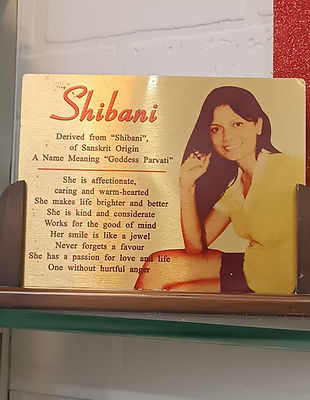 Shibani
Derived from "Shibani",
of Sanskrit Origin
A Name Meaning "Goddess Parvati"
She is affectionate,
caring and warm-hearted
She makes life brighter and better
She is kind and considerate
Works for the good of mind
Her smile is like a jewel
Never forgets a favour
She has a passion for love and life
One without hurtful anger